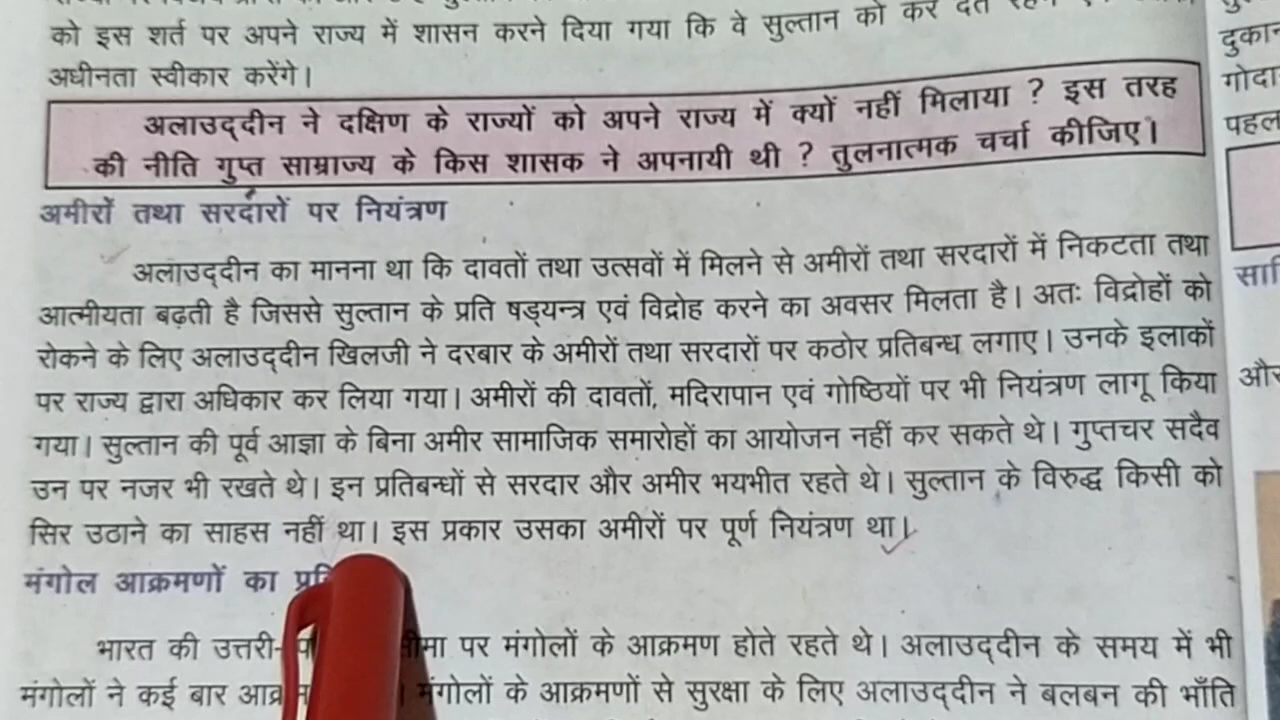 को इस शर्त पर अपने राज्य में शासन करने दिया गया कि वे सुल्तान को कर देते
अधीनता स्वीकार करेंगे।
अलाउद्दीन ने दक्षिण के राज्यों को अपने राज्य में क्यों नहीं मिलाया ? इस तरह
की नीति गुप्त साम्राज्य के किस शासक ने अपनायी थी ? तुलनात्मक चर्चा कीजिए।
अमीरों तथा सरदारों पर नियंत्रण
अलाउद्दीन का मानना था कि दावतों तथा उत्सवों में मिलने से अमीरों तथा सरदारों में निकटता तथा
आत्मीयता बढ़ती है जिससे सुल्तान के प्रति षड्यन्त्र एवं विद्रोह करने का अवसर मिलता है। अतः विद्रोहों को
रोकने के लिए अलाउद्दीन खिलजी ने दरबार के अमीरों तथा सरदारों पर कठोर प्रतिबन्ध लगाए। उनके इलाकों
पर राज्य द्वारा अधिकार कर लिया गया। अमीरों की दावतों, मदिरापान एवं गोष्ठियों पर भी नियंत्रण लागू किया
गया। सुल्तान की पूर्व आज्ञा के बिना अमीर सामाजिक समारोहों का आयोजन नहीं कर सकते थे। गुप्तचर सदैव
उन पर नजर भी रखते थे। इन प्रतिबन्धों से सरदार और अमीर भयभीत रहते थे। सुल्तान के विरुद्ध किसी को
सिर उठाने का साहस नहीं था। इस प्रकार उसका अमीरों पर पूर्ण नियंत्रण था।
मंगोल आक्रमणों का
भारत की उत्तरी- पर मंगोलों के आक्रमण होते रहते थे। अलाउद्दीन के समय में भी
मंगोलों ने कई बार मंगोलों के आक्रमणों से सुरक्षा के लिए अलाउद्दीन ने बलबन की भाँति
दुकान
गोदा
पहल
और